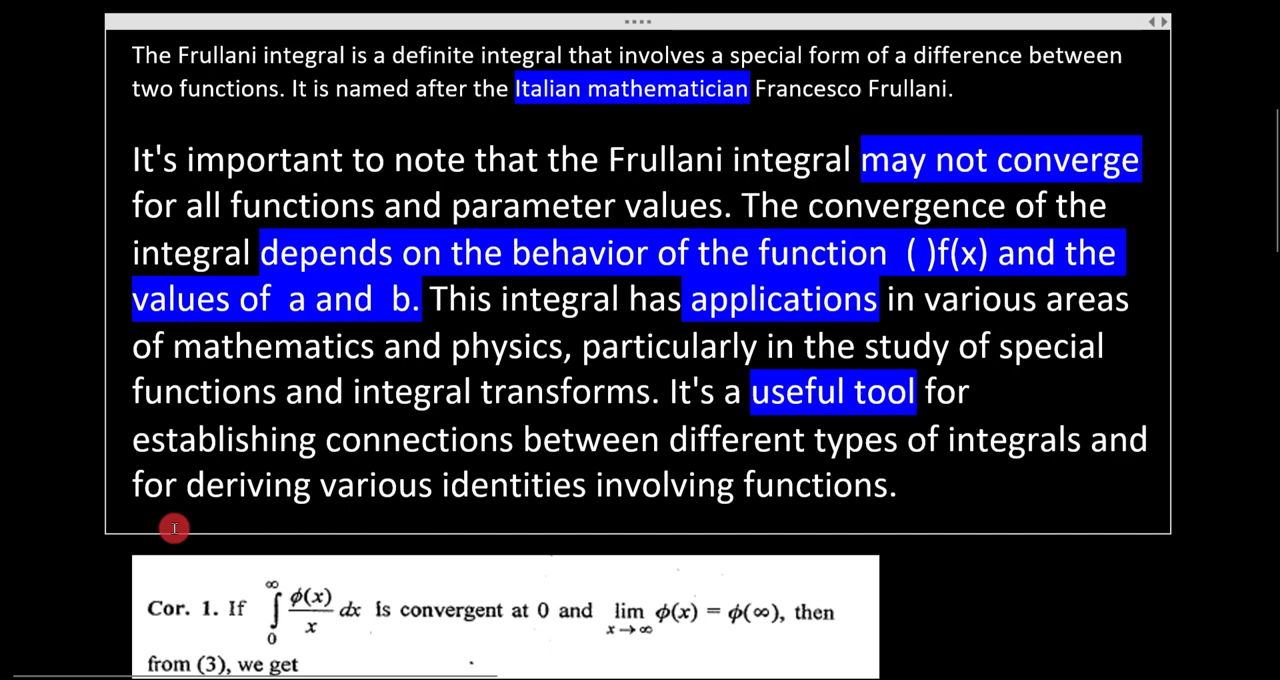 The Frullani integral is a definite integral that involves a special form of a difference between
two functions. It is named after the Italian mathematician Francesco Frullani.
It's important to note that the Frullani integral may not converge
for all functions and parameter values. The convergence of the
integral depends on the behavior of the function ( )f(x) and the
values of a and b. This integral has applications in various areas
of mathematics and physics, particularly in the study of special
functions and integral transforms. It's a useful tool for
establishing connections between different types of integrals and
for deriving various identities involving functions.
Cor. 1. If ∫₀^∞ ϕ(x)/x dx is convergent at 0 and lim x→∞ ϕ(x) = ϕ(∞), then
from (3), we get